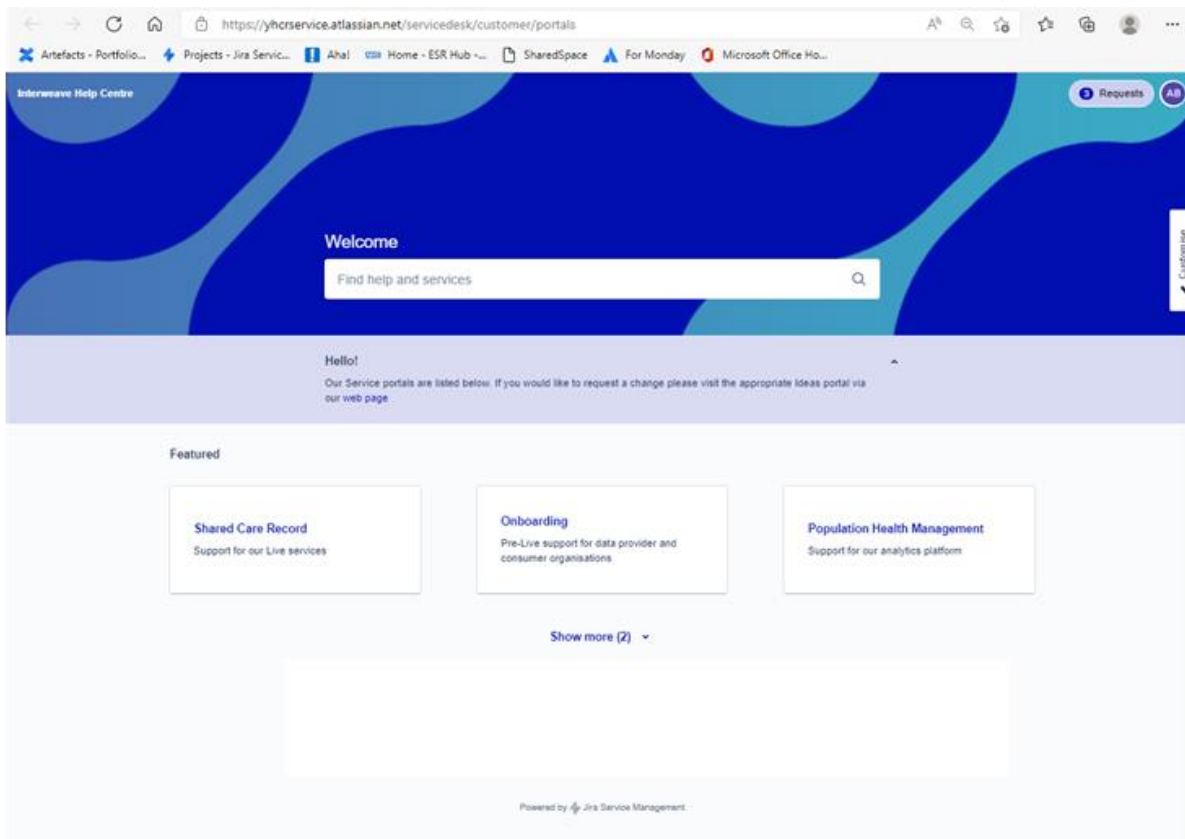 https://yhcrservice.atlassian.net/servicedesk/customer/portals
Artefacts - Portfolio... Projects - Jira Servic... Aha! Home - ESR Hub -... SharedSpace For Monday Microsoft Office Ho...
Interweave Help Centre
3 Requests AB
Customise
Welcome
Find help and services
Hello!
Our Service portals are listed below. If you would like to request a change please visit the appropriate Ideas portal via
our web page
Featured
Shared Care Record
Support for our Live services
Onboarding
Pre-Live support for data provider and
consumer organisations
Population Health Management
Support for our analytics platform
Show more (2)
Powered by Jira Service Management